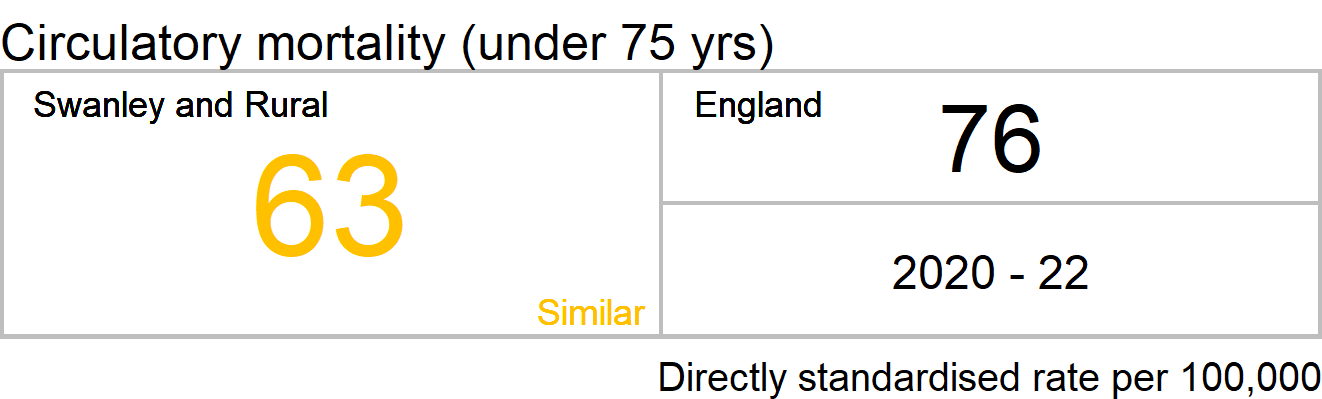 Circulatory mortality (under 75 yrs)
Swanley and Rural
63
Similar
England
76
2020 - 22
Directly standardised rate per 100,000